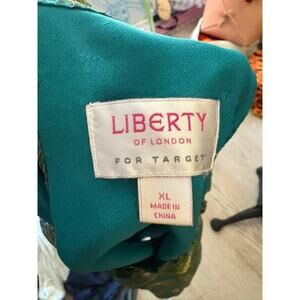 LIBERTY
OF LONDON
FOR TARGET
XL
MADE IN
CHINA